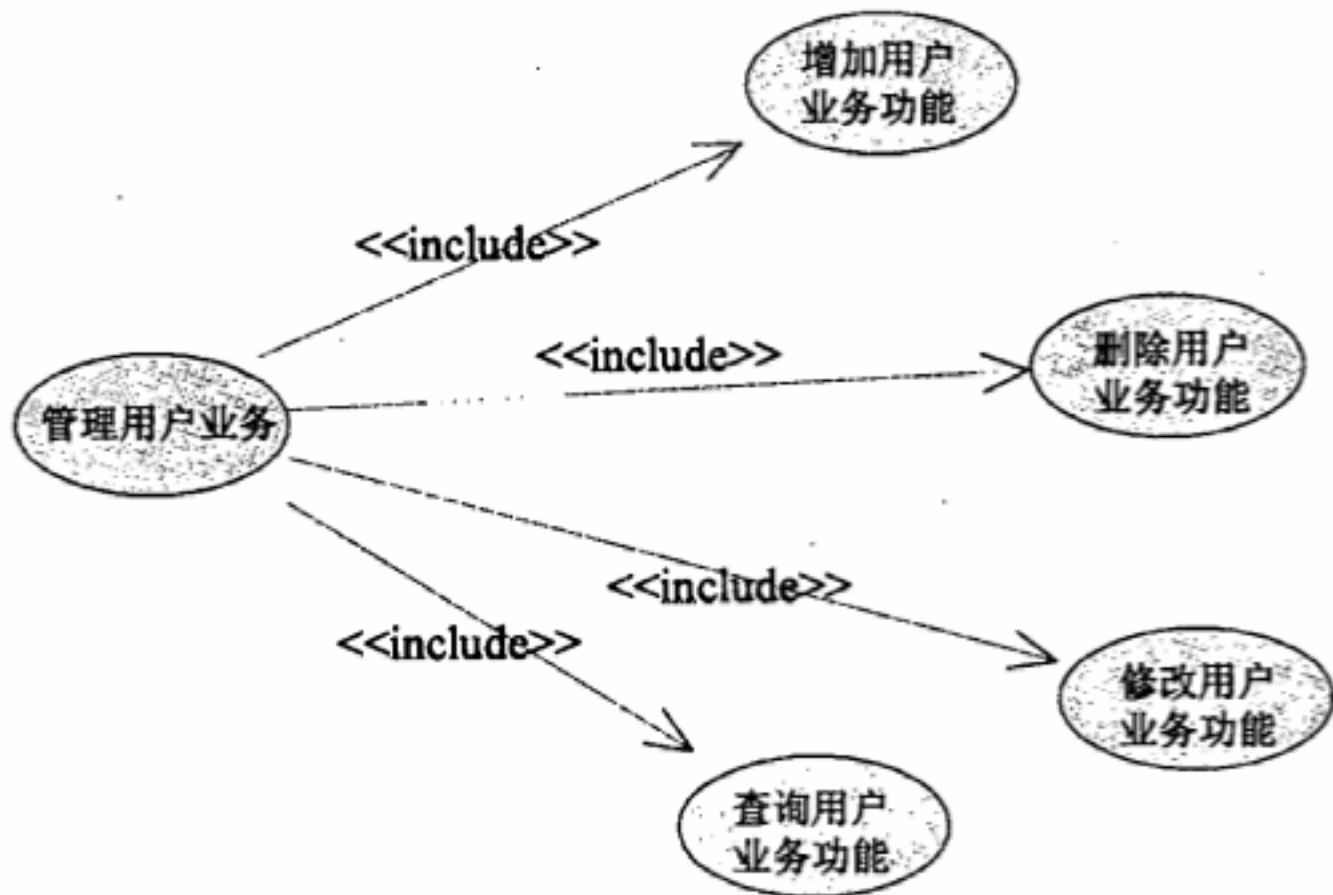 增加用户
业务功能
<<include>>
<<include>>
删除用户
业务功能
管理用户业务
<<include>>
<<include>>
修改用户
业务功能
查询用户
业务功能